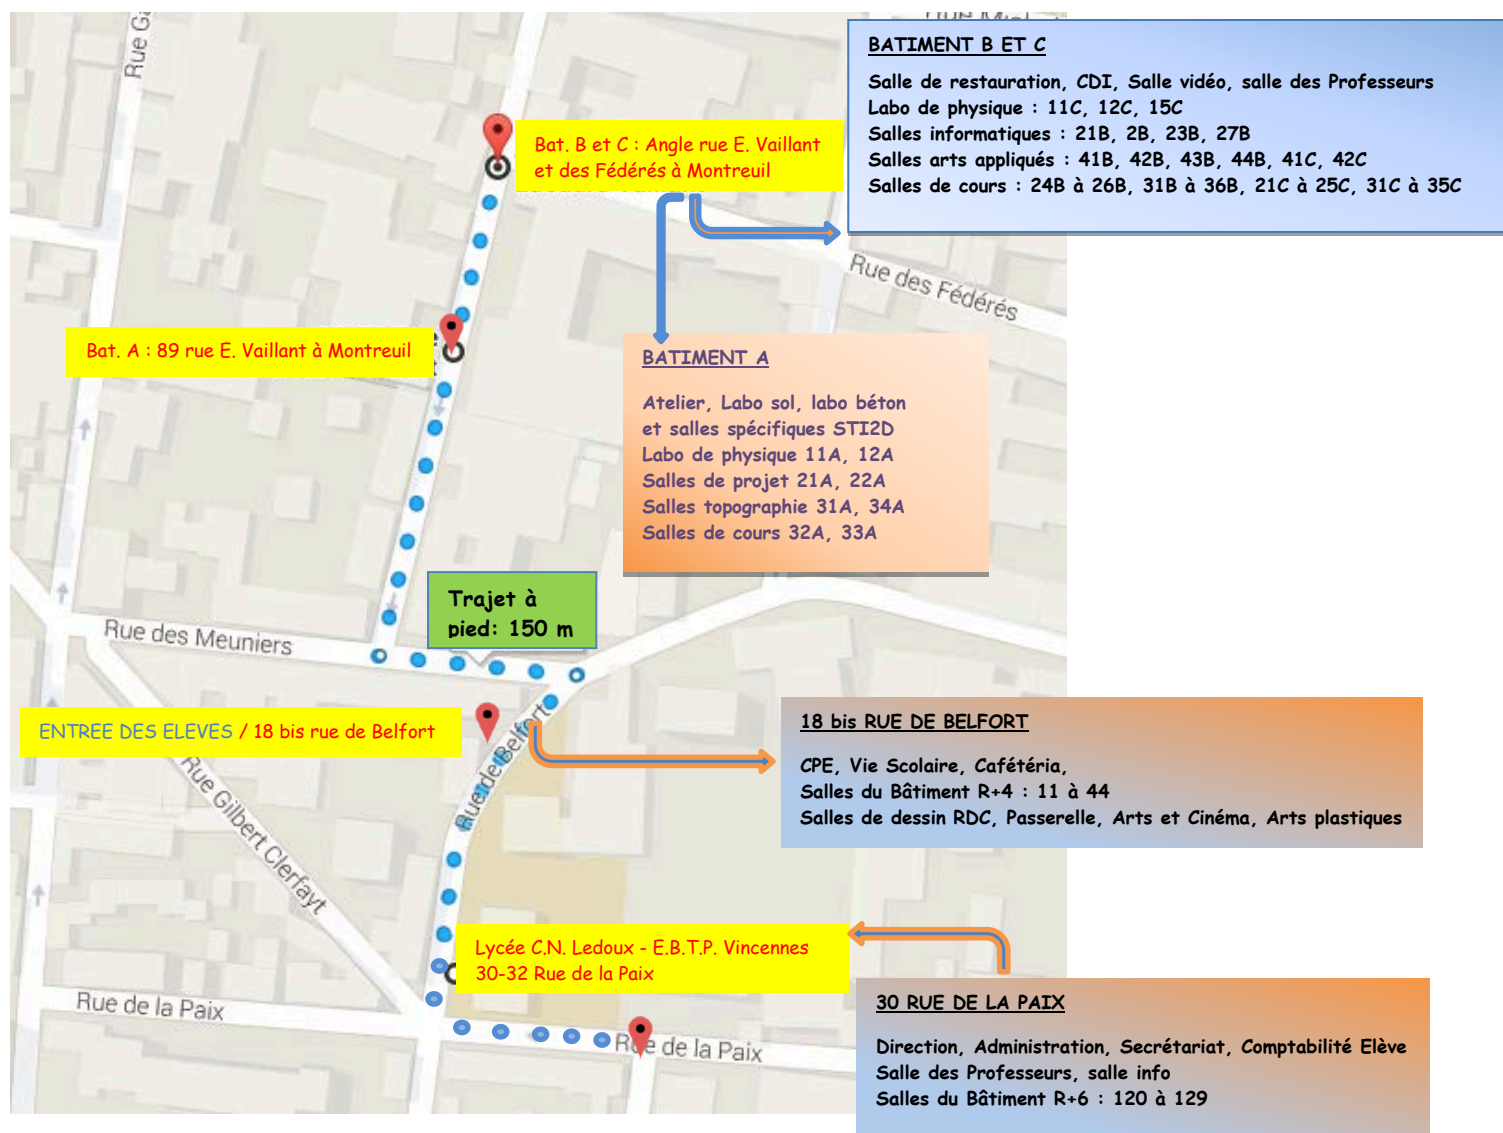 Rue Ga
BATIMENT B ET C
Salle de restauration, CDI, Salle vidéo, salle des Professeurs
Labo de physique : 11C, 12C, 15C
Salles informatiques : 21B, 2B, 23B, 27B
Salles arts appliqués : 41B, 42B, 43B, 44B, 41C, 42C
Salles de cours : 24B à 26B, 31B à 36B, 21C à 25C, 31C à 35C
Bat. B et C : Angle rue E. Vaillant
et des Fédérés à Montreuil
Rue des Fédérés
Bat. A : 89 rue E. Vaillant à Montreuil
BATIMENT A
Atelier, Labo sol, labo béton
et salles spécifiques STI2D
Labo de physique 11A, 12A
Salles de projet 21A, 22A
Salles topographie 31A, 34A
Salles de cours 32A, 33A
Trajet à
pied: 150 m
Rue des Meuniers
ENTREE DES ELEVES / 18 bis rue de Belfort
Rue de Belfort
18 bis RUE DE BELFORT
CPE, Vie Scolaire, Cafétéria,
Salles du Bâtiment R+4 : 11 à 44
Salles de dessin RDC, Passerelle, Arts et Cinéma, Arts plastiques
Rue Gilbert Clerfayt
Lycée C.N. Ledoux - E.B.T.P. Vincennes
30-32 Rue de la Paix
Rue de la Paix
Rue de la Paix
30 RUE DE LA PAIX
Direction, Administration, Secrétariat, Comptabilité Elève
Salle des Professeurs, salle info
Salles du Bâtiment R+6 : 120 à 129